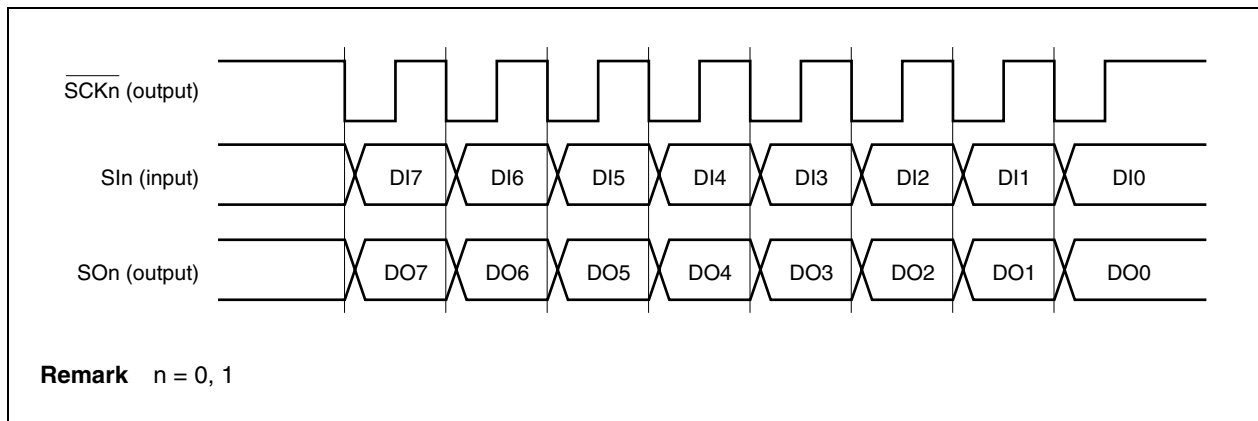 SCKn (output)
SIn (input) DI7 DI6 DI5 DI4 DI3 DI2 DI1 DI0
SOn (output) DO7 DO6 DO5 DO4 DO3 DO2 DO1 DO0
Remark n = 0, 1